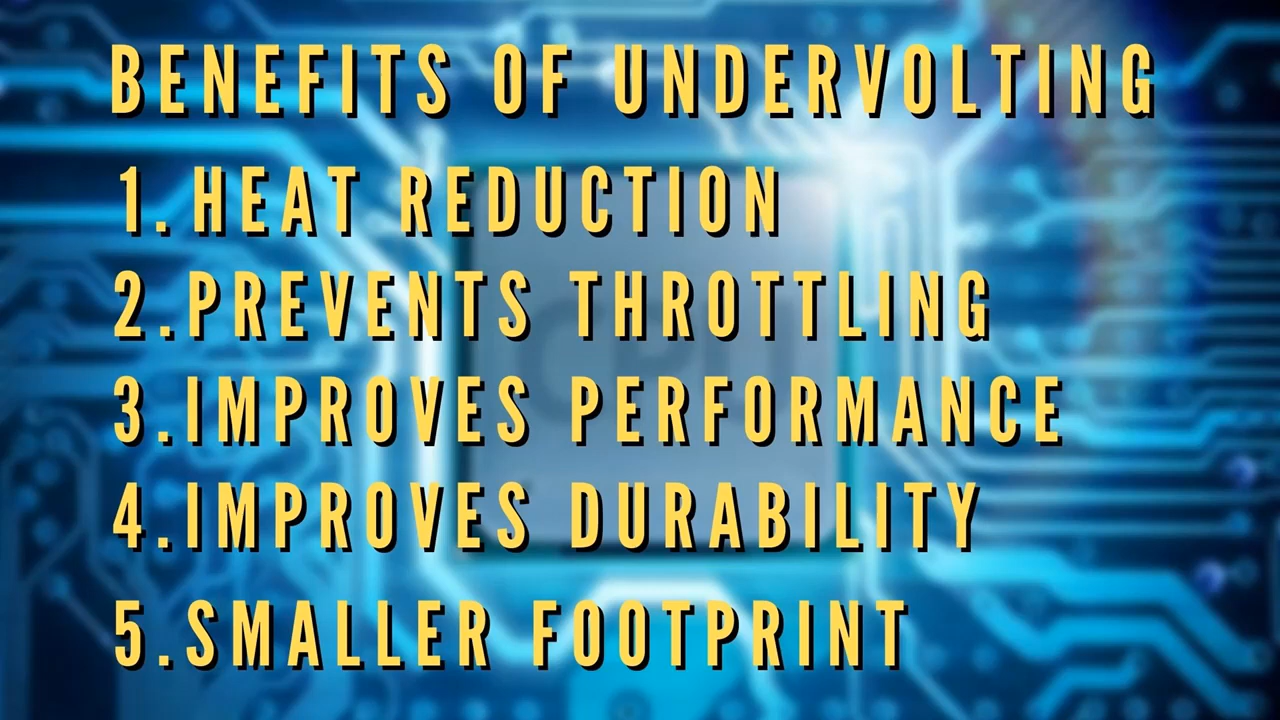 BENEFITS OF UNDERVOLTING
1. HEAT REDUCTION
2.PREVENTS THROTTLING
3.IMPROVES PERFORMANCE
4.IMPROVES DURABILITY
5.SMALLER FOOTPRINT